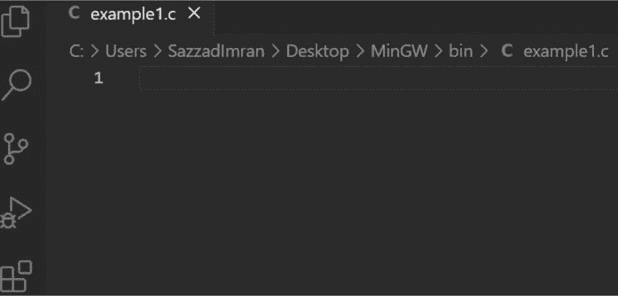 C example1.c ×
C: > Users > SazzadImran > Desktop > MinGW > bin > C example1.c
1